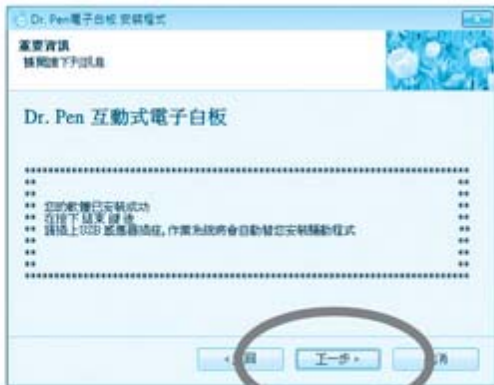 Dr. Pen電子白板 安裝程式
重要資訊
請閱讀下列訊息
Dr. Pen 互動式電子白板
************************************************************
** **
** 您的軟體已安裝成功 **
** 在按下 結束 鍵 後 **
** 請插上USB 感應器插座, 作業系統將會自動替您安裝驅動程式 **
** **
** **
************************************************************
下一步 >